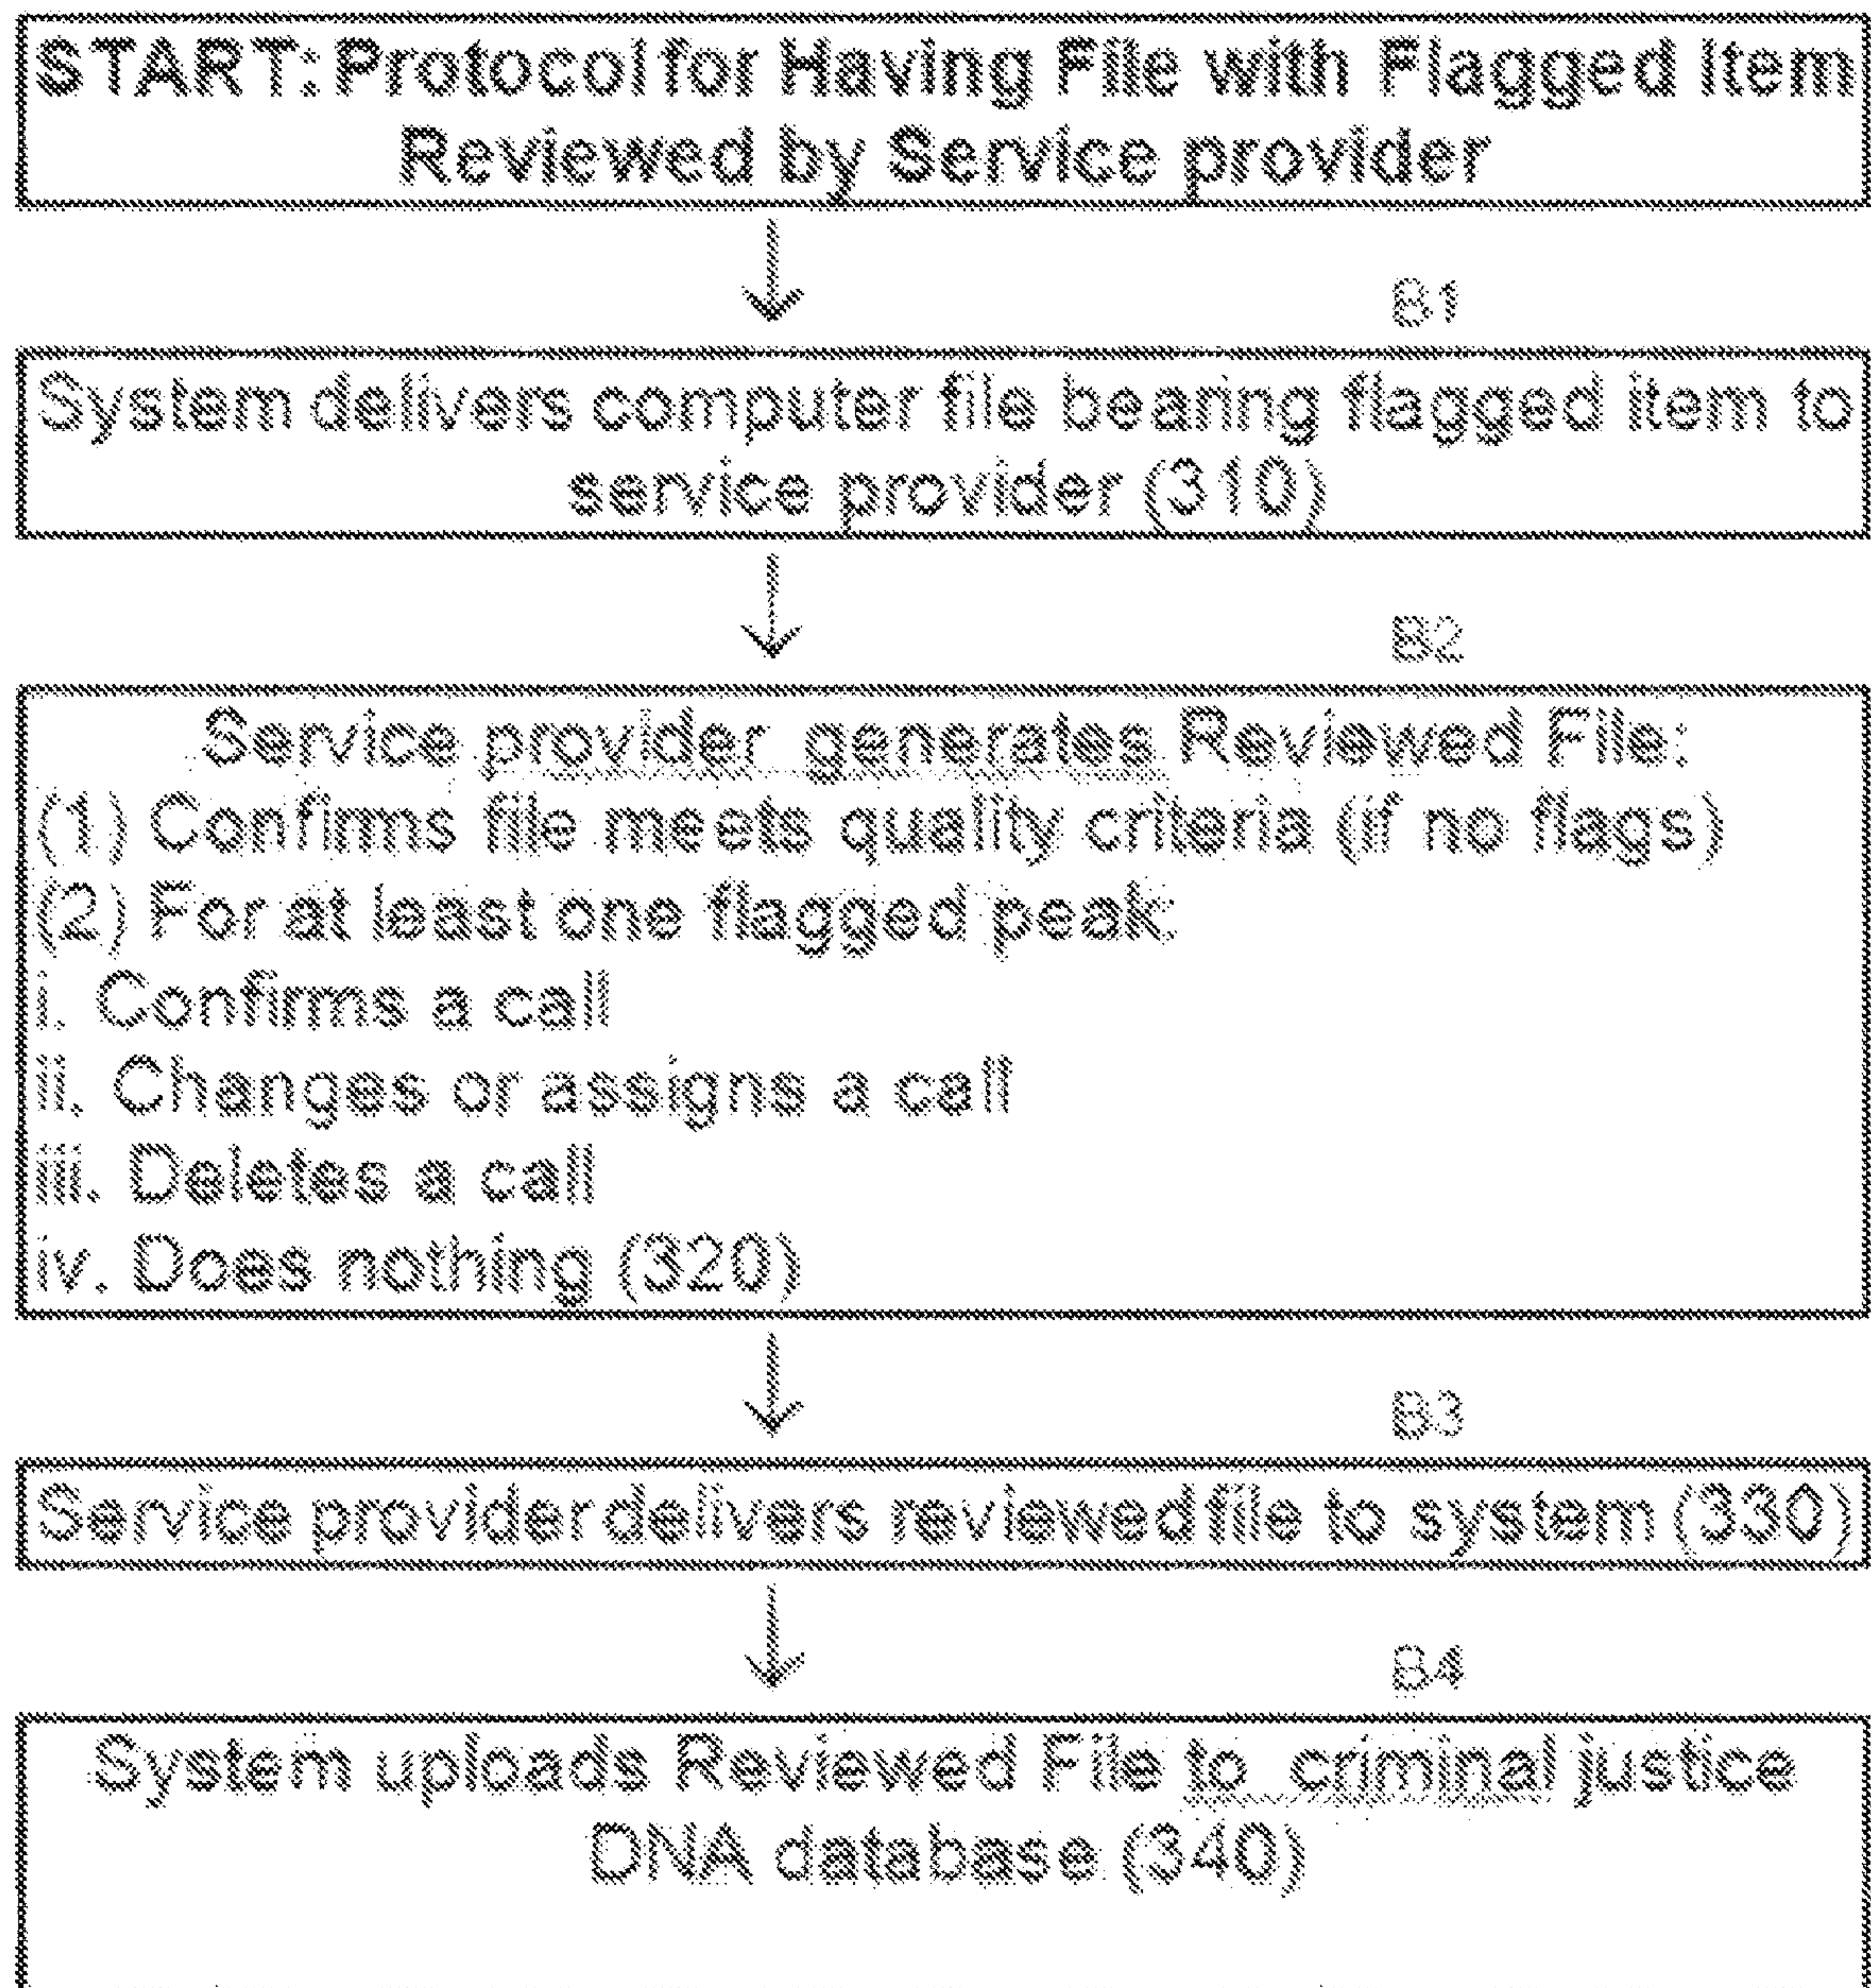 START: Protocol for Having File with Flagged Item
Reviewed by Service provider
B1
System delivers computer file bearing flagged item to
service provider (310)
B2
Service provider generates Reviewed File:
(1) Confirms file meets quality criteria (if no flags)
(2) For at least one flagged peak:
i. Confirms a call
ii. Changes or assigns a call
iii. Deletes a call
iv. Does nothing (320)
B3
Service provider delivers reviewed file to system (330)
B4
System uploads Reviewed File to criminal justice
DNA database (340)